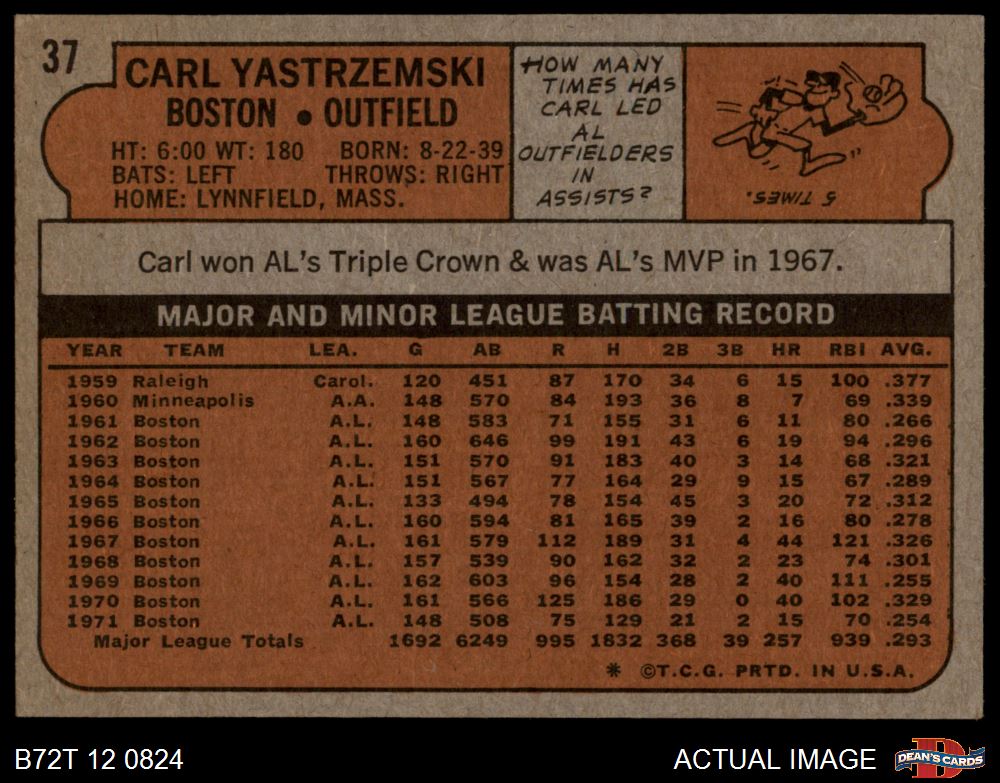 37
CARL YASTRZEMSKI
BOSTON • OUTFIELD
HT: 6:00 WT: 180 BORN: 8-22-39
BATS: LEFT THROWS: RIGHT
HOME: LYNNFIELD, MASS.
HOW MANY
TIMES HAS
CARL LED
AL
OUTFIELDERS
IN
ASSISTS?
5 TIMES.
Carl won AL's Triple Crown & was AL's MVP in 1967.
MAJOR AND MINOR LEAGUE BATTING RECORD
YEAR TEAM LEA. G AB R H 2B 3B HR RBI AVG.
1959 Raleigh Carol. 120 451 87 170 34 6 15 100 .377
1960 Minneapolis A.A. 148 570 84 193 36 8 7 69 .339
1961 Boston A.L. 148 583 71 155 31 6 11 80 .266
1962 Boston A.L. 160 646 99 191 43 6 19 94 .296
1963 Boston A.L. 151 570 91 183 40 3 14 68 .321
1964 Boston A.L. 151 567 77 164 29 9 15 67 .289
1965 Boston A.L. 133 494 78 154 45 3 20 72 .312
1966 Boston A.L. 160 594 81 165 39 2 16 80 .278
1967 Boston A.L. 161 579 112 189 31 4 44 121 .326
1968 Boston A.L. 157 539 90 162 32 2 23 74 .301
1969 Boston A.L. 162 603 96 154 28 2 40 111 .255
1970 Boston A.L. 161 566 125 186 29 0 40 102 .329
1971 Boston A.L. 148 508 75 129 21 2 15 70 .254
Major League Totals 1692 6249 995 1832 368 39 257 939 .293
* ©T.C.G. PRTD. IN U.S.A.
B72T 12 0824
ACTUAL IMAGE
D
DEAN'S CARDS